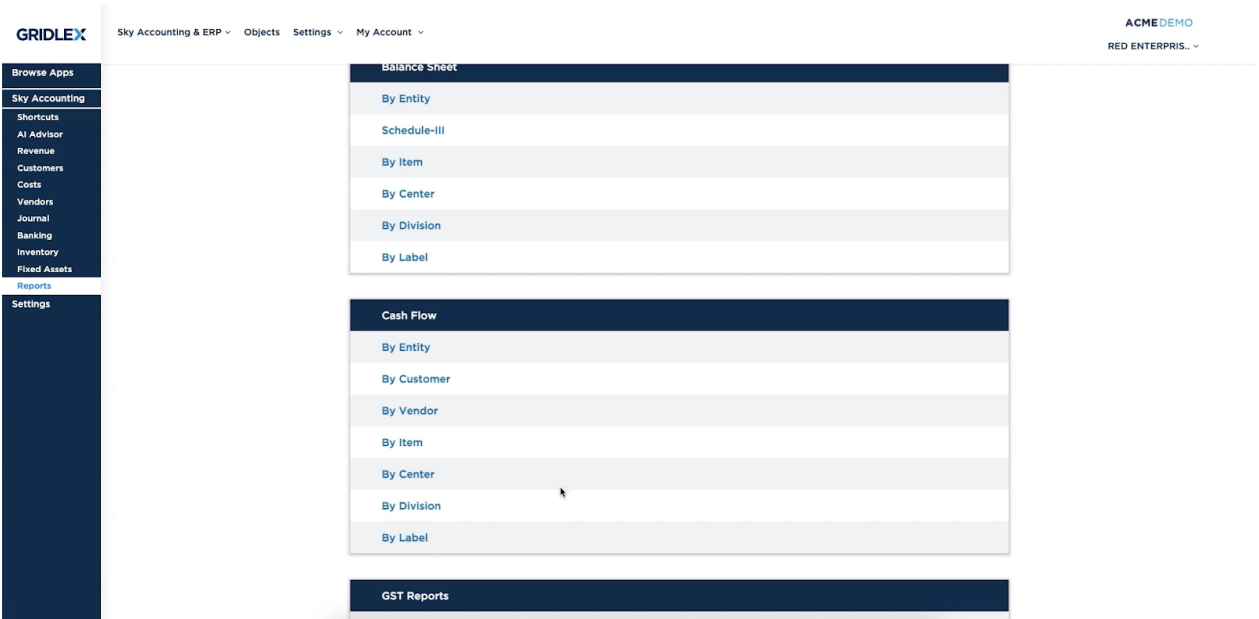 GRIDLEX
Sky Accounting & ERP
Objects
Settings
My Account
ACMEDEMO
RED ENTERPRIS..
Browse Apps
Sky Accounting
Shortcuts
AI Advisor
Revenue
Customers
Costs
Vendors
Journal
Banking
Inventory
Fixed Assets
Reports
Settings
Balance Sheet
By Entity
Schedule-III
By Item
By Center
By Division
By Label
Cash Flow
By Entity
By Customer
By Vendor
By Item
By Center
By Division
By Label
GST Reports